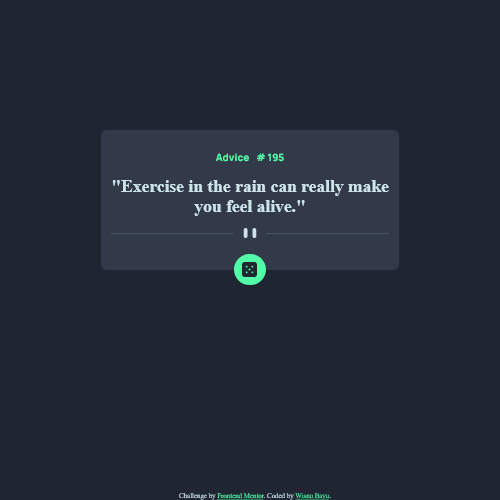 Advice #195
"Exercise in the rain can really make
you feel alive."
Challenge by Frontend Mentor. Coded by Wisnu Bayu.